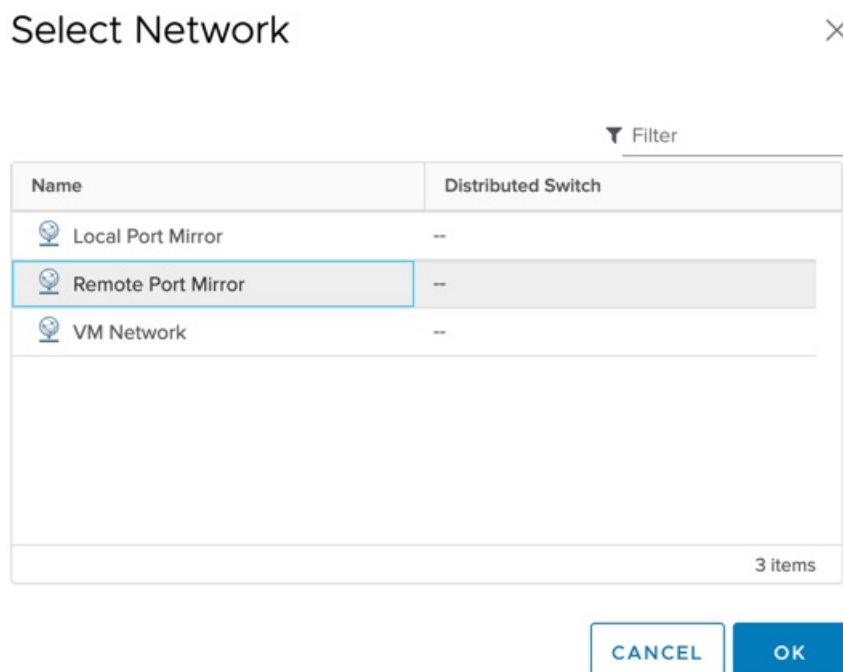 Select Network
Filter
Name Distributed Switch
Local Port Mirror --
Remote Port Mirror --
VM Network --
3 items
CANCEL OK